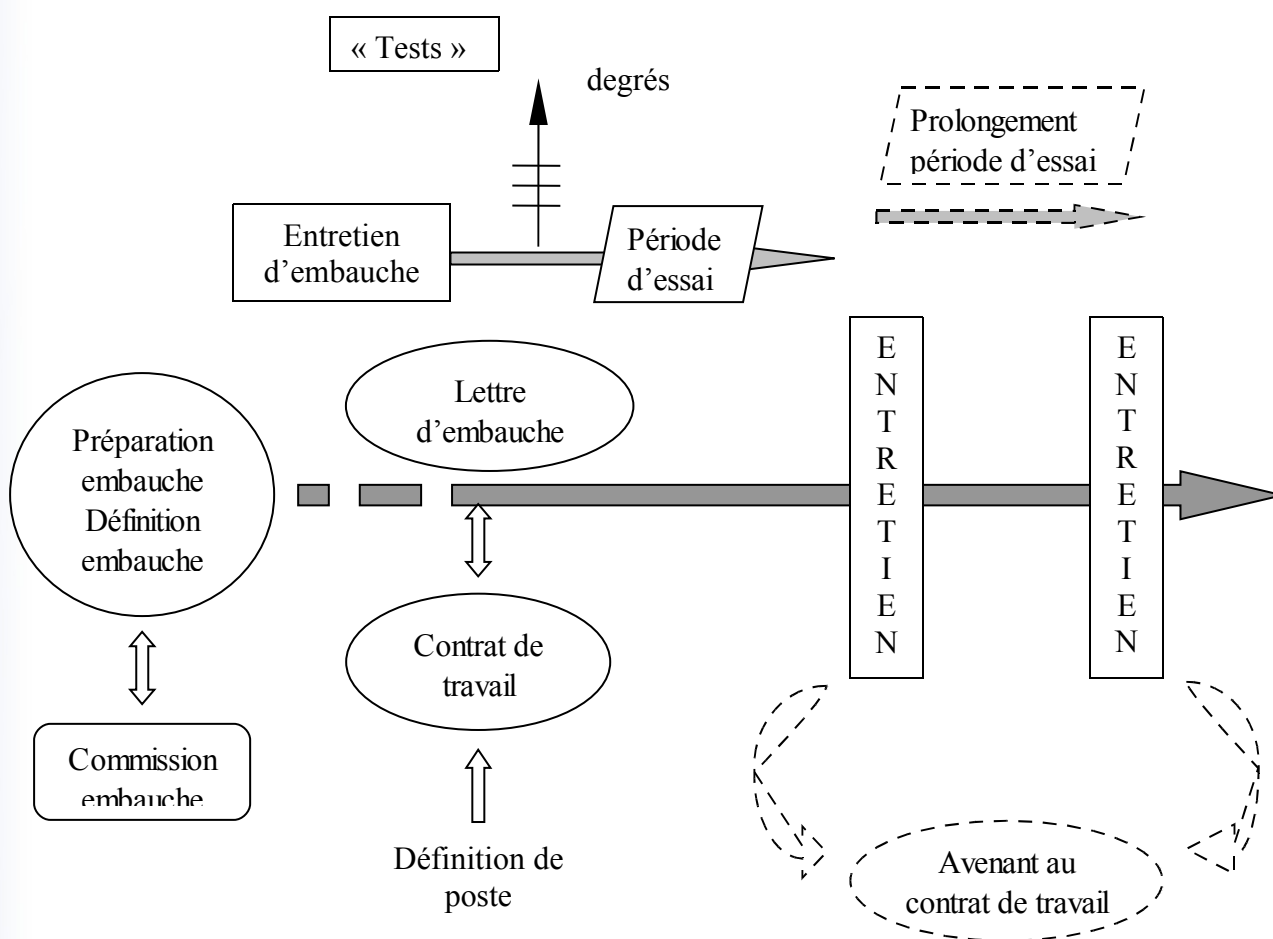 « Tests »
degrés
Prolongement
période d’essai
Entretien
d’embauche
Période
d’essai
Lettre
d’embauche
Préparation
embauche
Définition
embauche
E
N
T
R
E
T
I
E
N
E
N
T
R
E
T
I
E
N
Contrat de
travail
Commission
embauche
Définition de
poste
Avenant au
contrat de travail